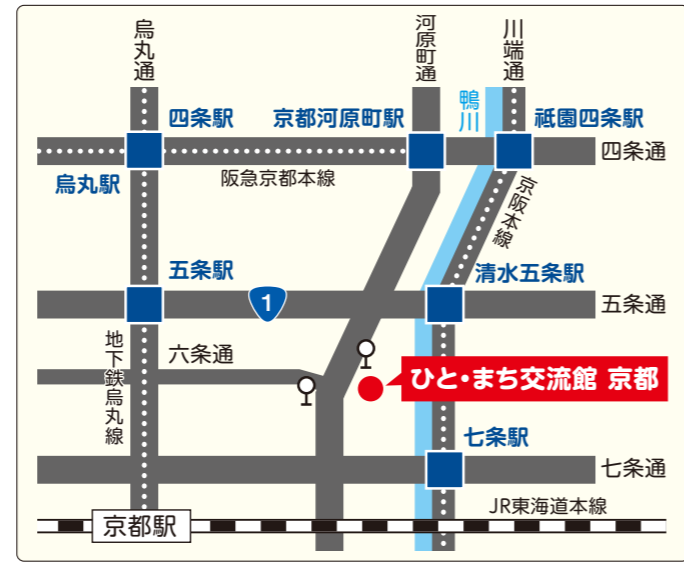 烏丸通
河原町通
川端通
鴨川
四条駅
京都河原町駅
祇園四条駅
四条通
烏丸駅
阪急京都本線
京阪本線
五条駅
1
清水五条駅
五条通
地下鉄烏丸線
六条通
ひと・まち交流館 京都
七条駅
七条通
JR東海道本線
京都駅